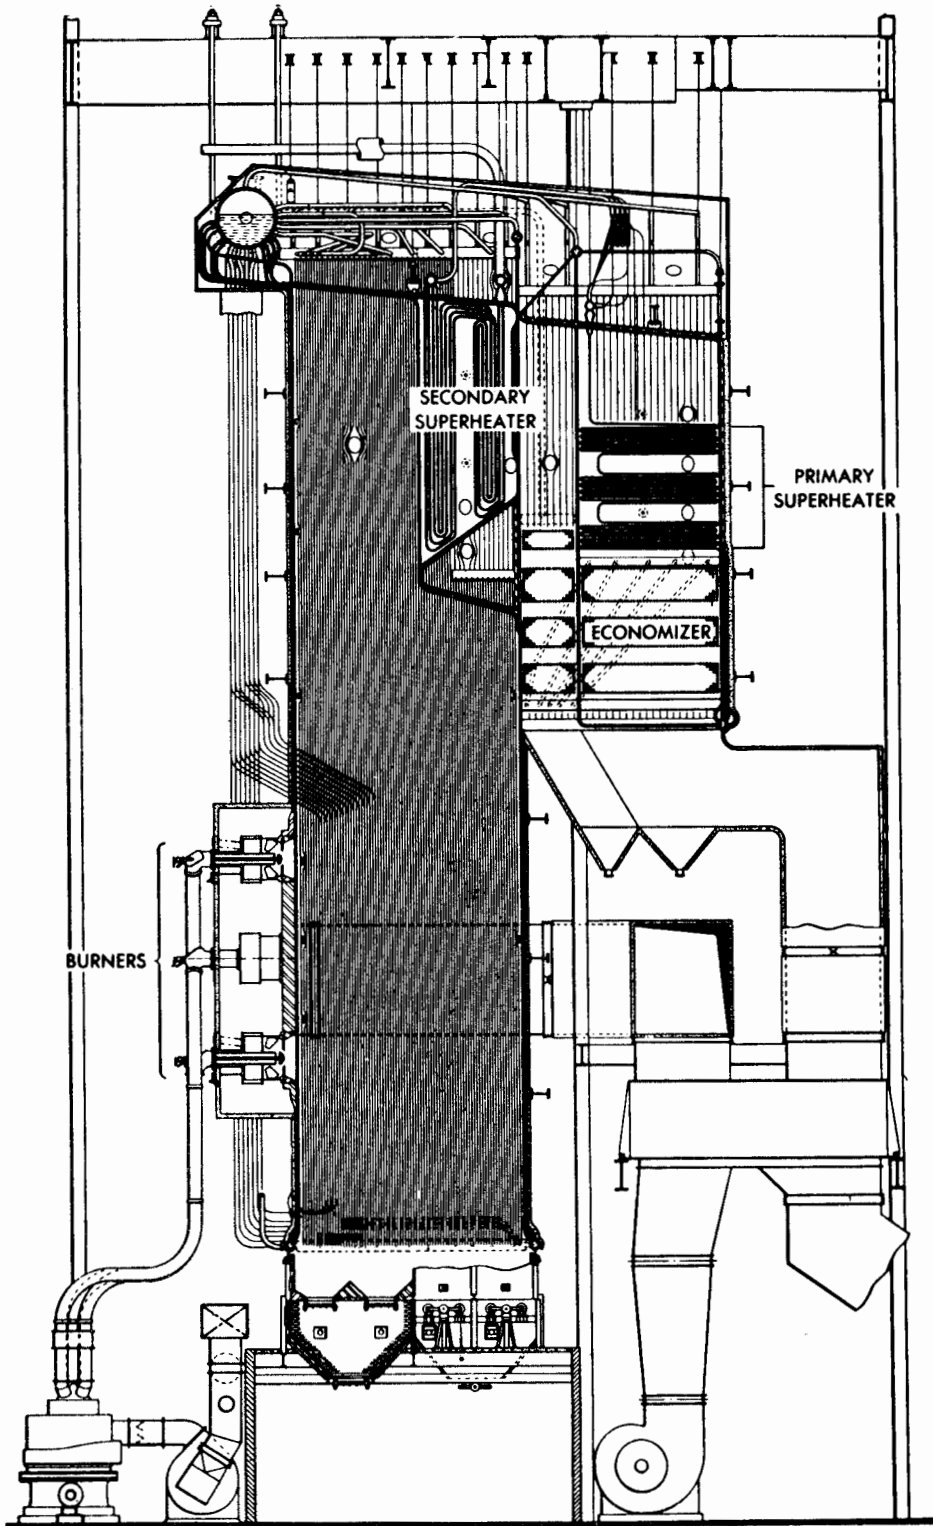 SECONDARY
SUPERHEATER
PRIMARY
SUPERHEATER
ECONOMIZER
BURNERS